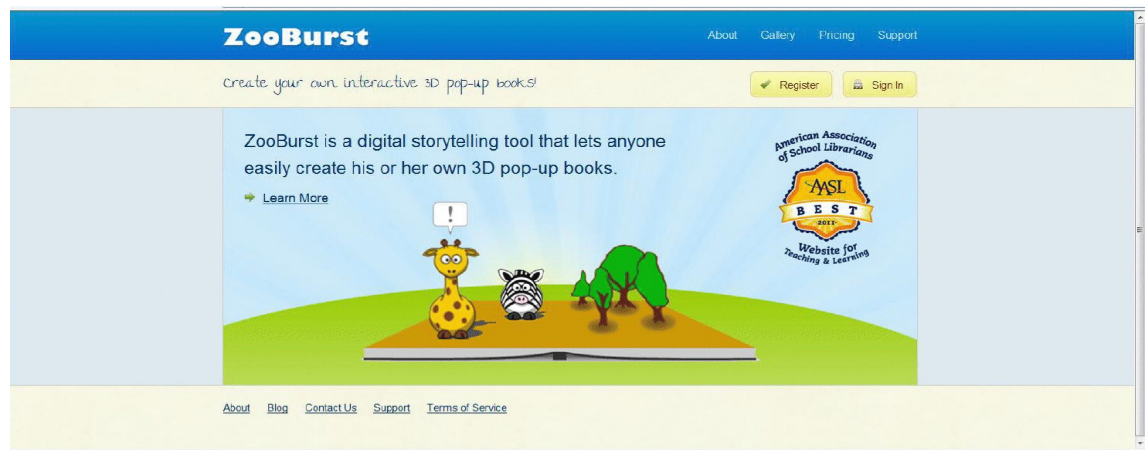 ZooBurst
About Gallery Pricing Support
Create your own interactive 3D pop-up books!
Register Sign In
ZooBurst is a digital storytelling tool that lets anyone
easily create his or her own 3D pop-up books.
Learn More
!
American Association
of School Librarians
AASL
BEST
2011
Website for
Teaching & Learning
About Blog Contact Us Support Terms of Service